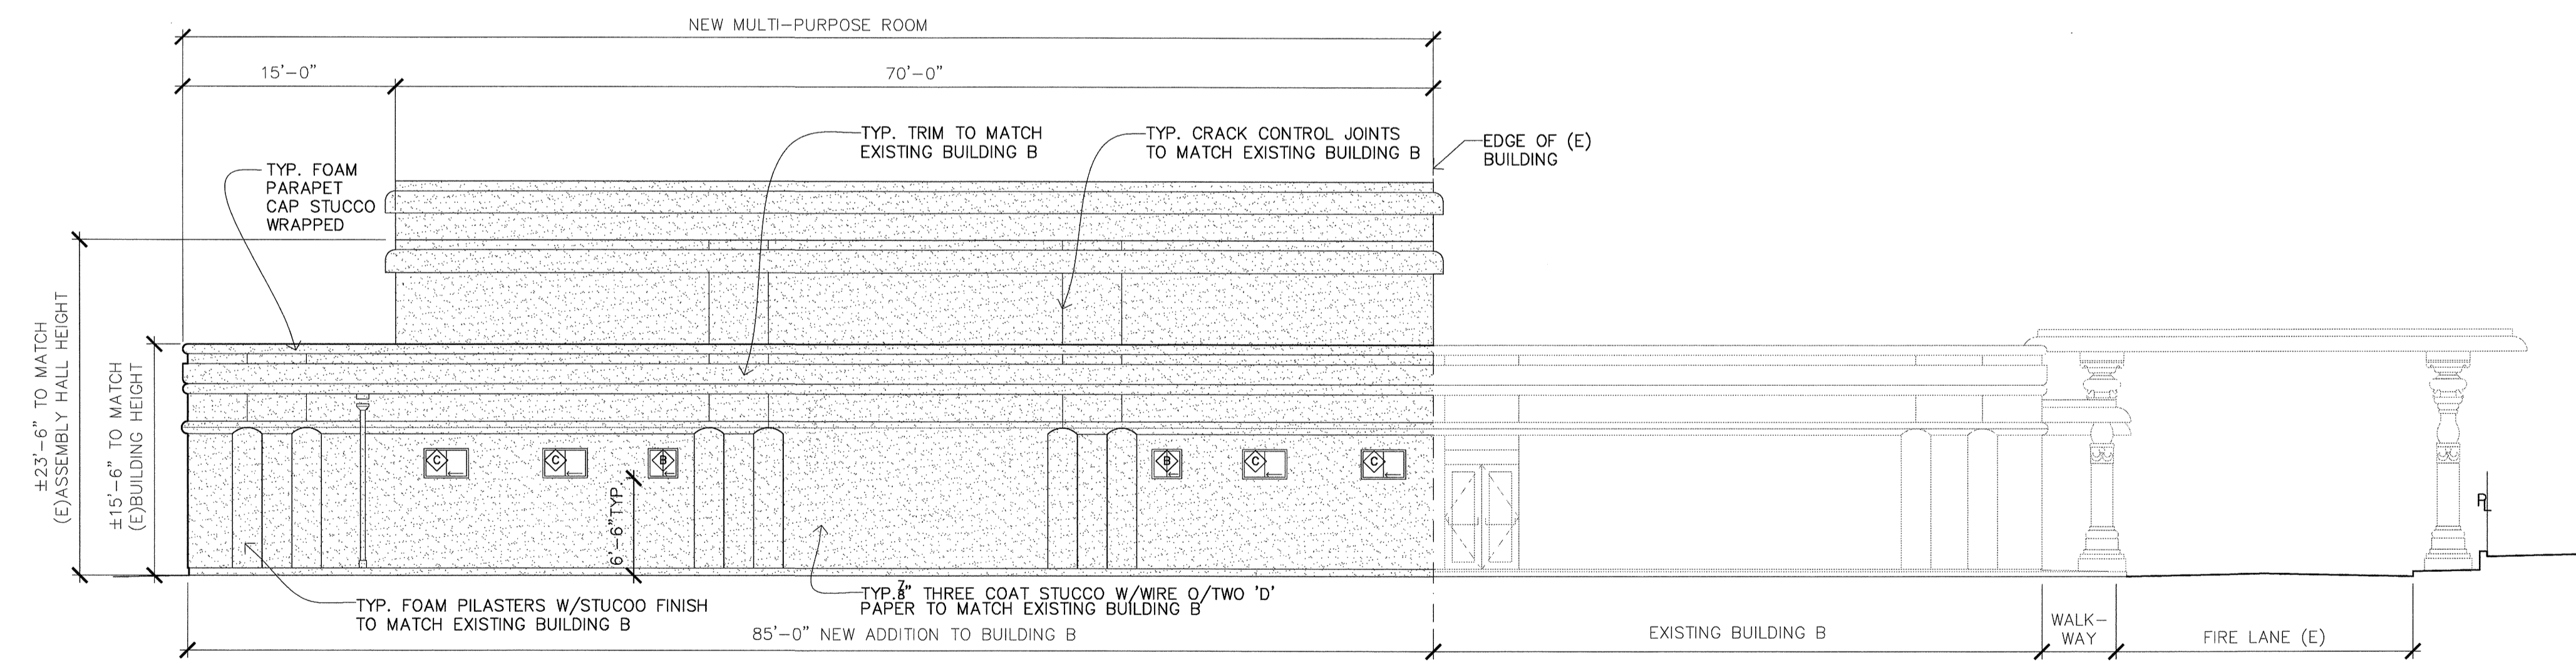 NEW MULTI-PURPOSE ROOM
15'-0"
70'-0"
TYP. TRIM TO MATCH
EXISTING BUILDING B
TYP. CRACK CONTROL JOINTS
TO MATCH EXISTING BUILDING B
EDGE OF (E)
BUILDING
TYP. FOAM
PARAPET
CAP STUCCO
WRAPPED
±23'-6" TO MATCH
(E)ASSEMBLY HALL HEIGHT
±15'-6" TO MATCH
(E)BUILDING HEIGHT
C
C
B
B
C
C
6'-6"TYP.
PL
TYP. FOAM PILASTERS W/STUCOO FINISH
TO MATCH EXISTING BUILDING B
TYP.7/8" THREE COAT STUCCO W/WIRE O/TWO 'D'
PAPER TO MATCH EXISTING BUILDING B
85'-0" NEW ADDITION TO BUILDING B
EXISTING BUILDING B
WALK-
WAY
FIRE LANE (E)